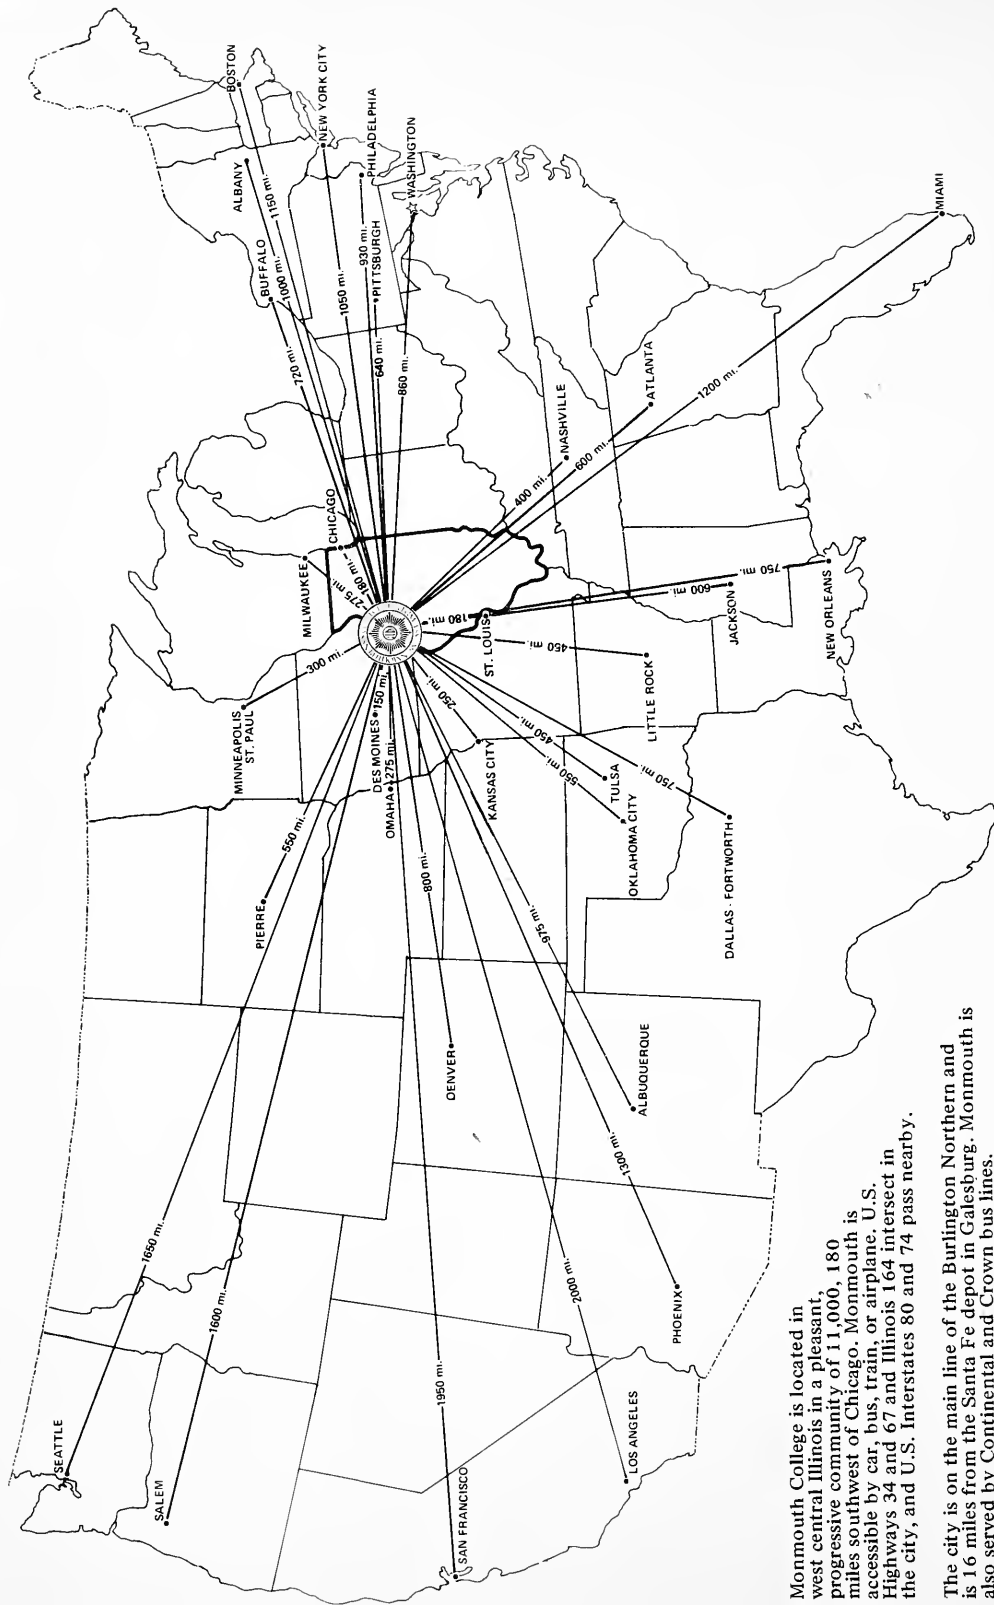 SEATTLE
1650 mi.
SALEM
1600 mi.
PIERRE
550 mi.
MINNEAPOLIS
ST. PAUL
300 mi.
MILWAUKEE
275 mi.
CHICAGO
180 mi.
BUFFALO
720 mi.
ALBANY
1000 mi.
BOSTON
1150 mi.
NEW YORK CITY
1050 mi.
PHILADELPHIA
930 mi.
PITTSBURGH
640 mi.
WASHINGTON
860 mi.
DES MOINES
150 mi.
OMAHA
275 mi.
SAN FRANCISCO
1950 mi.
DENVER
800 mi.
KANSAS CITY
250 mi.
ST. LOUIS
180 mi.
NASHVILLE
400 mi.
ATLANTA
600 mi.
MIAMI
1200 mi.
LOS ANGELES
2000 mi.
PHOENIX
1300 mi.
ALBUQUERQUE
975 mi.
OKLAHOMA CITY
550 mi.
TULSA
450 mi.
DALLAS - FORTWORTH
750 mi.
LITTLE ROCK
450 mi.
JACKSON
600 mi.
NEW ORLEANS
750 mi.
Monmouth College is located in
west central Illinois in a pleasant,
progressive community of 11,000, 180
miles southwest of Chicago. Monmouth is
accessible by car, bus, train, or airplane. U.S.
Highways 34 and 67 and Illinois 164 intersect in
the city, and U.S. Interstates 80 and 74 pass nearby.
The city is on the main line of the Burlington Northern and
is 16 miles from the Santa Fe depot in Galesburg. Monmouth is
also served by Continental and Crown bus lines.